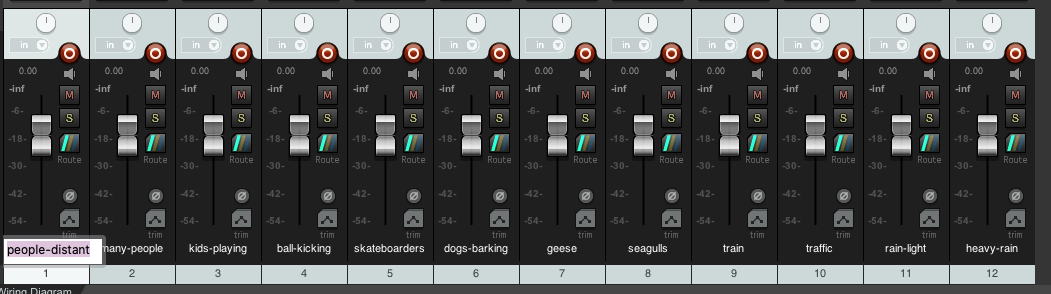 in in in in in in in in in in in in
0.00 0.00 0.00 0.00 0.00 0.00 0.00 0.00 0.00 0.00 0.00 0.00
-inf -inf -inf -inf -inf -inf -inf -inf -inf -inf -inf -inf
M M M M M M M M M M M M
-6- -6- -6- -6- -6- -6- -6- -6- -6- -6- -6- -6-
S S S S S S S S S S S S
-18- -18- -18- -18- -18- -18- -18- -18- -18- -18- -18- -18-
Route Route Route Route Route Route Route Route Route Route Route Route
-30- -30- -30- -30- -30- -30- -30- -30- -30- -30- -30- -30-
-42- -42- -42- -42- -42- -42- -42- -42- -42- -42- -42- -42-
-54- -54- -54- -54- -54- -54- -54- -54- -54- -54- -54- -54-
trim trim trim trim trim trim trim trim trim trim trim
people-distant many-people kids-playing ball-kicking skateboarders dogs-barking geese seagulls train traffic rain-light heavy-rain
1 2 3 4 5 6 7 8 9 10 11 12
Wiring Diagram